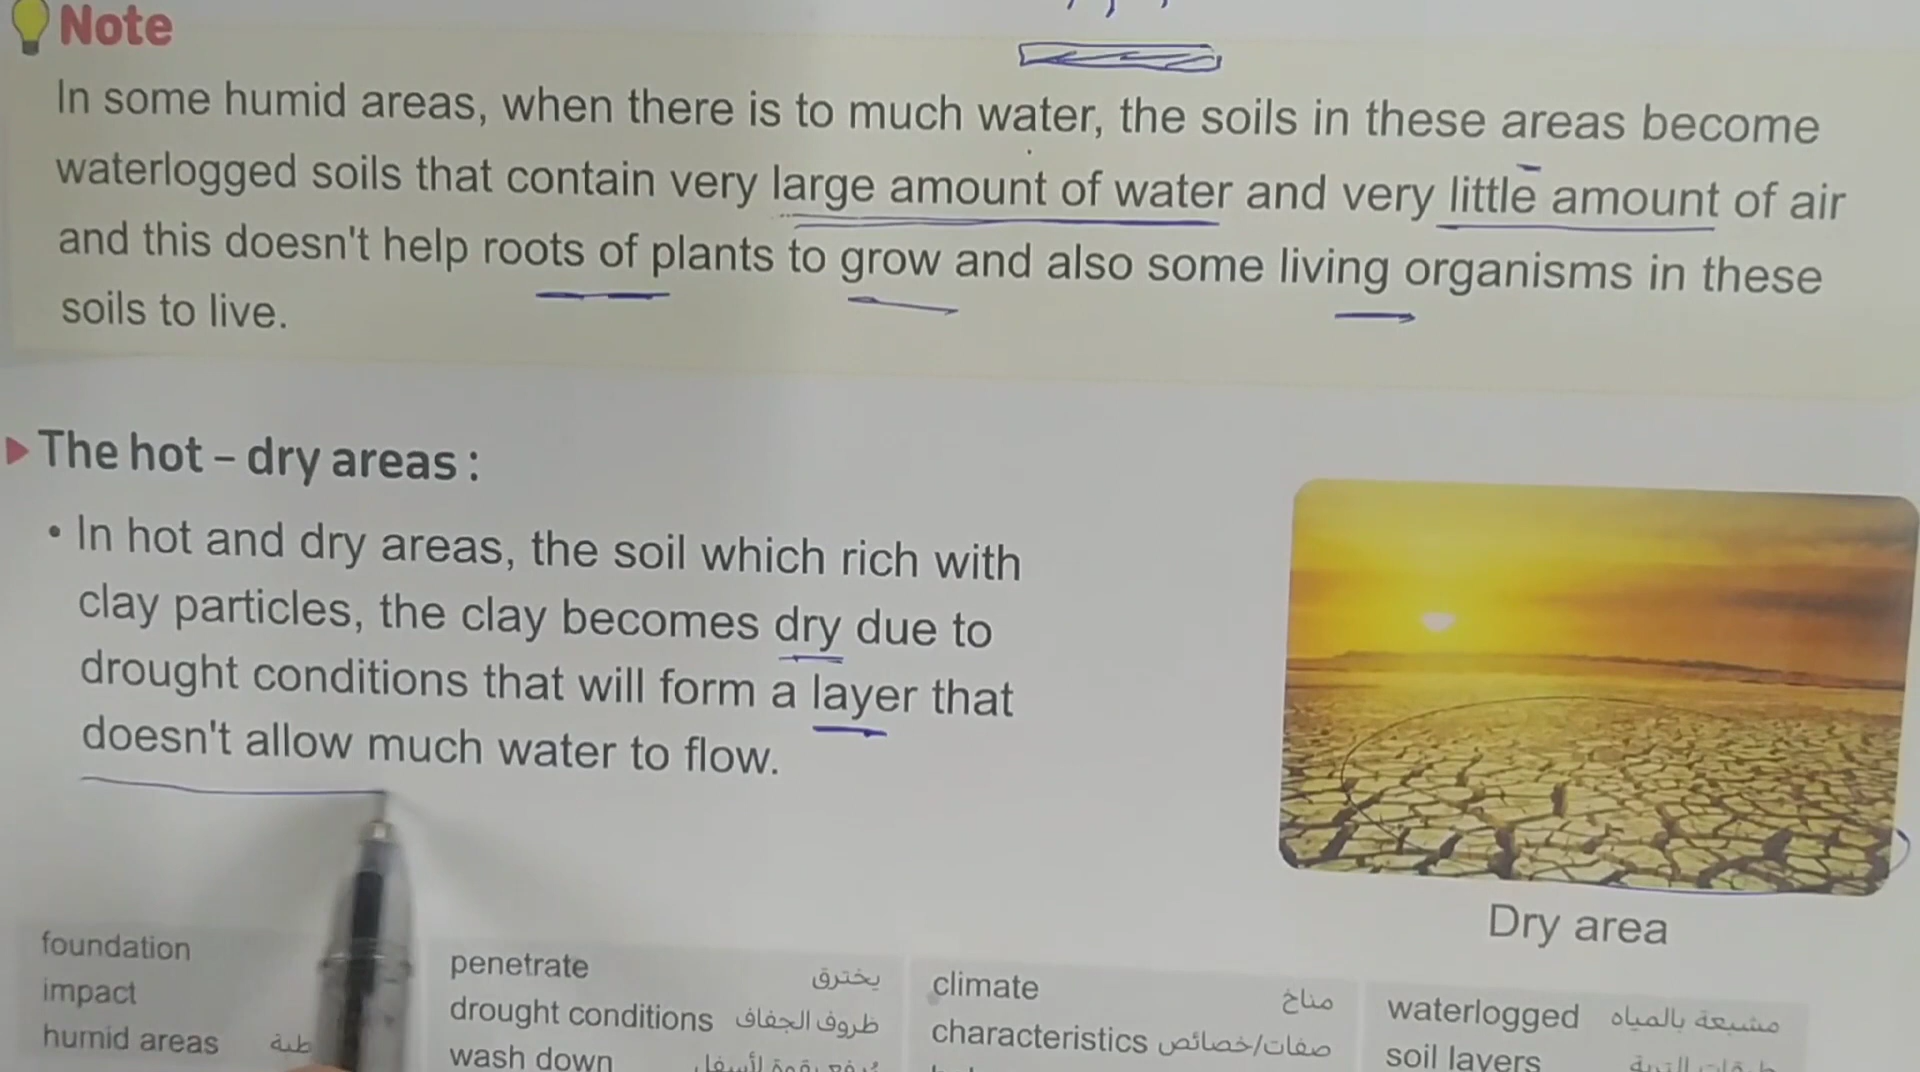 Note
In some humid areas, when there is to much water, the soils in these areas become
waterlogged soils that contain very large amount of water and very little amount of air
and this doesn't help roots of plants to grow and also some living organisms in these
soils to live.
The hot – dry areas :
• In hot and dry areas, the soil which rich with
clay particles, the clay becomes dry due to
drought conditions that will form a layer that
doesn't allow much water to flow.
Dry area
foundation
impact
humid areas
penetrate يخترق
drought conditions ظروف الجفاف
wash down
climate مناخ
characteristics صفات/خصائص
waterlogged مشبعة بالمياه
soil layers